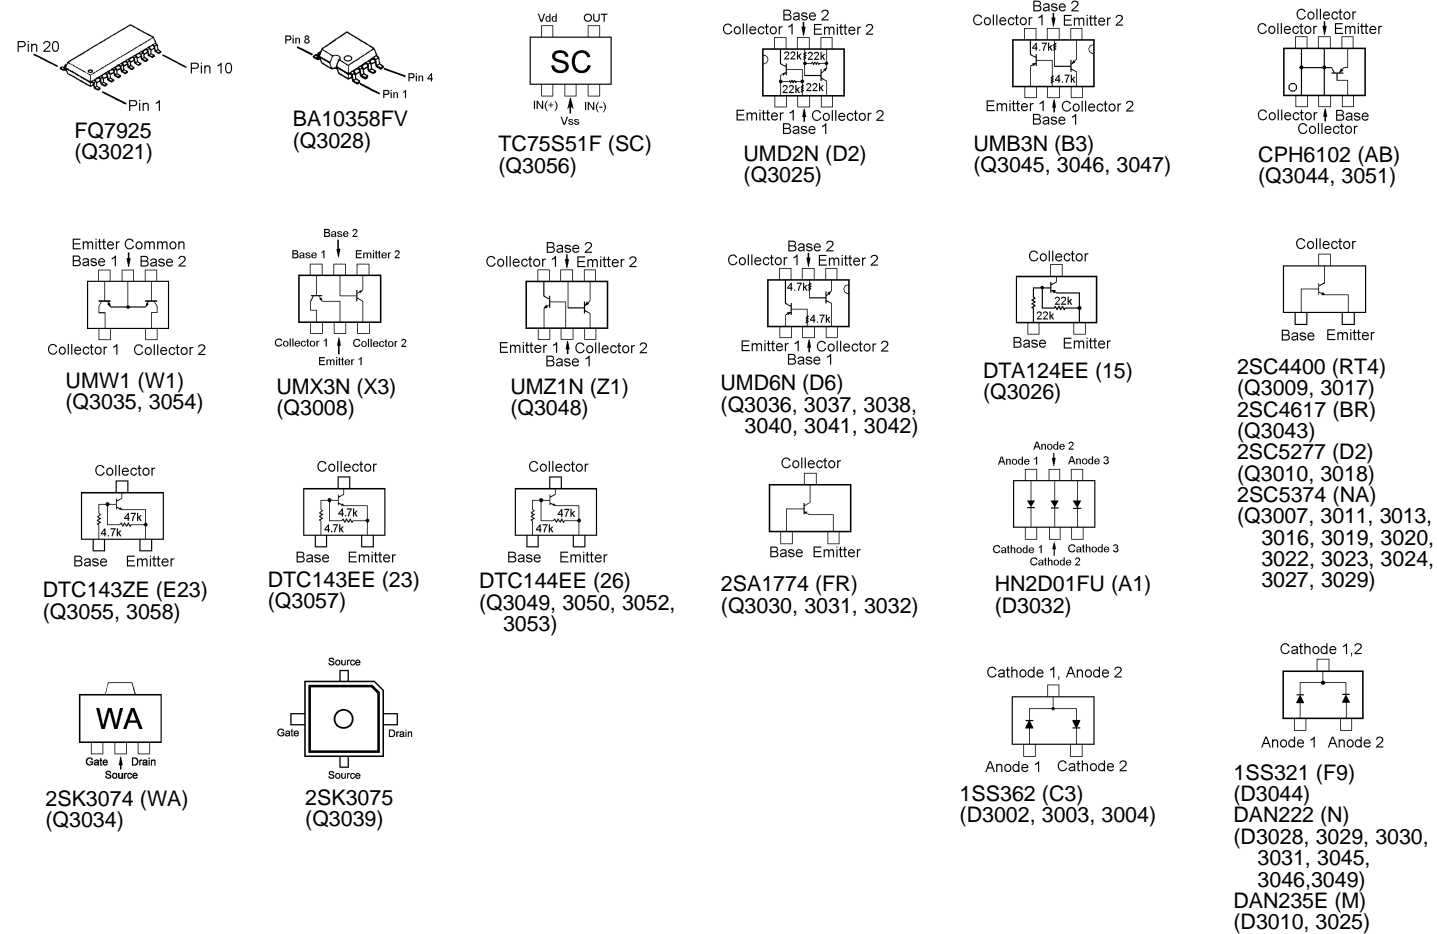 Pin 20
Pin 10
Pin 1
FQ7925
(Q3021)
Pin 8
Pin 4
Pin 1
BA10358FV
(Q3028)
Vdd OUT
SC
IN(+) IN(-)
Vss
TC75S51F (SC)
(Q3056)
Base 2
Collector 1 Emitter 2
22k 22k
22k 22k
Emitter 1 Collector 2
Base 1
UMD2N (D2)
(Q3025)
Base 2
Collector 1 Emitter 2
4.7k
4.7k
Emitter 1 Collector 2
Base 1
UMB3N (B3)
(Q3045, 3046, 3047)
Collector
Collector Emitter
Collector Base
Collector
CPH6102 (AB)
(Q3044, 3051)
Emitter Common
Base 1 Base 2
Collector 1 Collector 2
UMW1 (W1)
(Q3035, 3054)
Base 2
Base 1 Emitter 2
Collector 1 Collector 2
Emitter 1
UMX3N (X3)
(Q3008)
Base 2
Collector 1 Emitter 2
Emitter 1 Collector 2
Base 1
UMZ1N (Z1)
(Q3048)
Base 2
Collector 1 Emitter 2
4.7k
4.7k
Emitter 1 Collector 2
Base 1
UMD6N (D6)
(Q3036, 3037, 3038,
3040, 3041, 3042)
Collector
22k
22k
Base Emitter
DTA124EE (15)
(Q3026)
Collector
Base Emitter
2SC4400 (RT4)
(Q3009, 3017)
2SC4617 (BR)
(Q3043)
2SC5277 (D2)
(Q3010, 3018)
2SC5374 (NA)
(Q3007, 3011, 3013,
3016, 3019, 3020,
3022, 3023, 3024,
3027, 3029)
Collector
47k
4.7k
Base Emitter
DTC143ZE (E23)
(Q3055, 3058)
Collector
4.7k
4.7k
Base Emitter
DTC143EE (23)
(Q3057)
Collector
47k
47k
Base Emitter
DTC144EE (26)
(Q3049, 3050, 3052,
3053)
Collector
Base Emitter
2SA1774 (FR)
(Q3030, 3031, 3032)
Anode 2
Anode 1 Anode 3
Cathode 1 Cathode 3
Cathode 2
HN2D01FU (A1)
(D3032)
WA
Gate Drain
Source
2SK3074 (WA)
(Q3034)
Source
Gate Drain
Source
2SK3075
(Q3039)
Cathode 1, Anode 2
Anode 1 Cathode 2
1SS362 (C3)
(D3002, 3003, 3004)
Cathode 1,2
Anode 1 Anode 2
1SS321 (F9)
(D3044)
DAN222 (N)
(D3028, 3029, 3030,
3031, 3045,
3046,3049)
DAN235E (M)
(D3010, 3025)